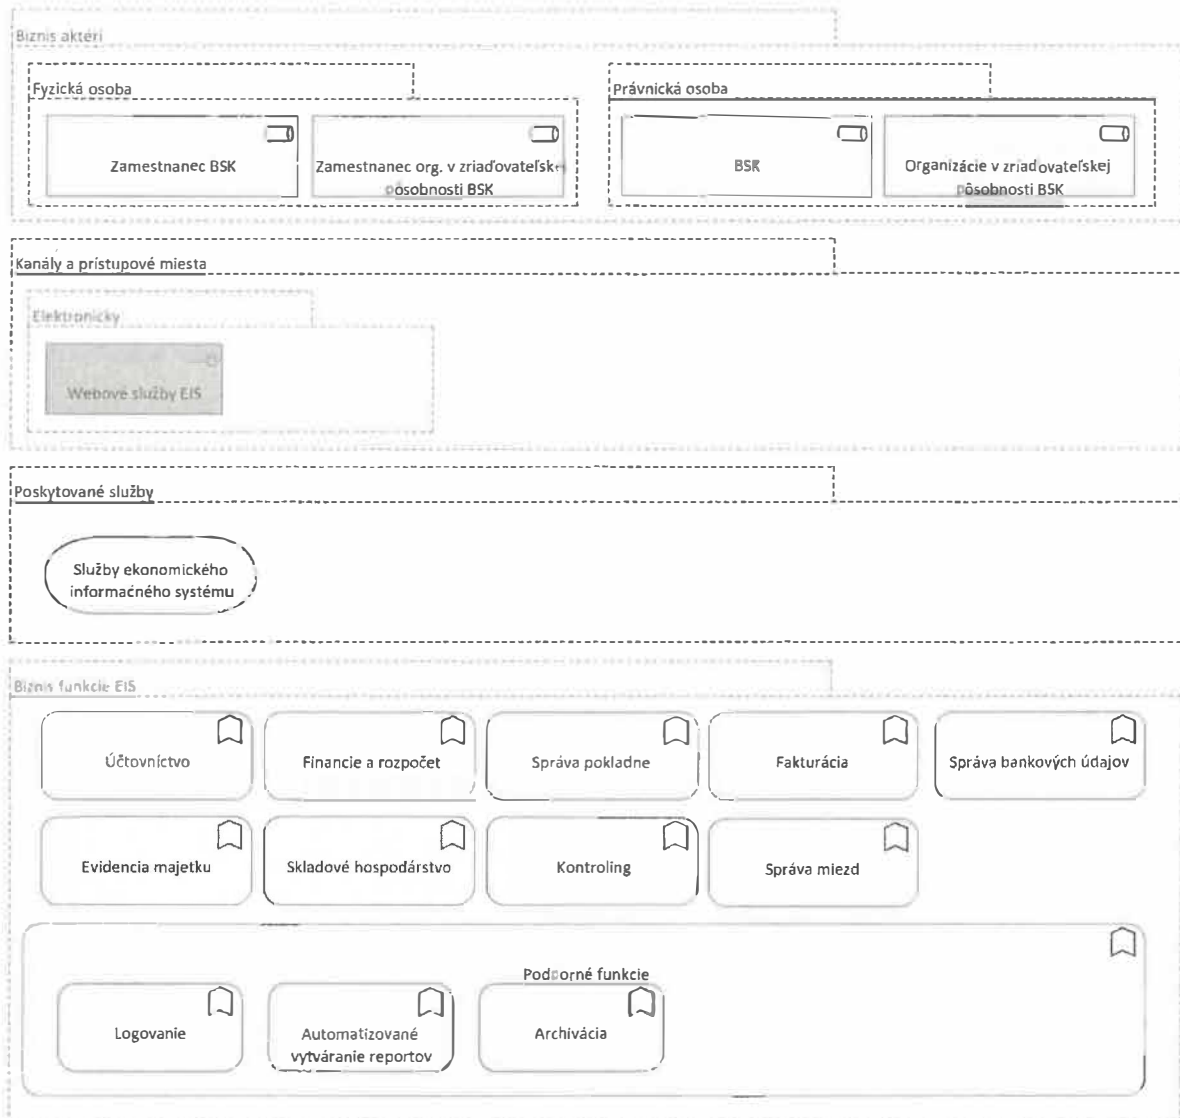 Biznis aktéri
Fyzická osoba
Právnická osoba
Zamestnanec BSK
Zamestnanec org. v zriaďovateľskej
pôsobnosti BSK
BSK
Organizácie v zriaďovateľskej
pôsobnosti BSK
Kanály a prístupové miesta
Elektronicky
Webové služby EIS
Poskytované služby
Služby ekonomického
informačného systému
Biznis funkcie EIS
Účtovníctvo
Financie a rozpočet
Správa pokladne
Fakturácia
Správa bankových údajov
Evidencia majetku
Skladové hospodárstvo
Kontroling
Správa miezd
Podporné funkcie
Logovanie
Automatizované
vytváranie reportov
Archivácia